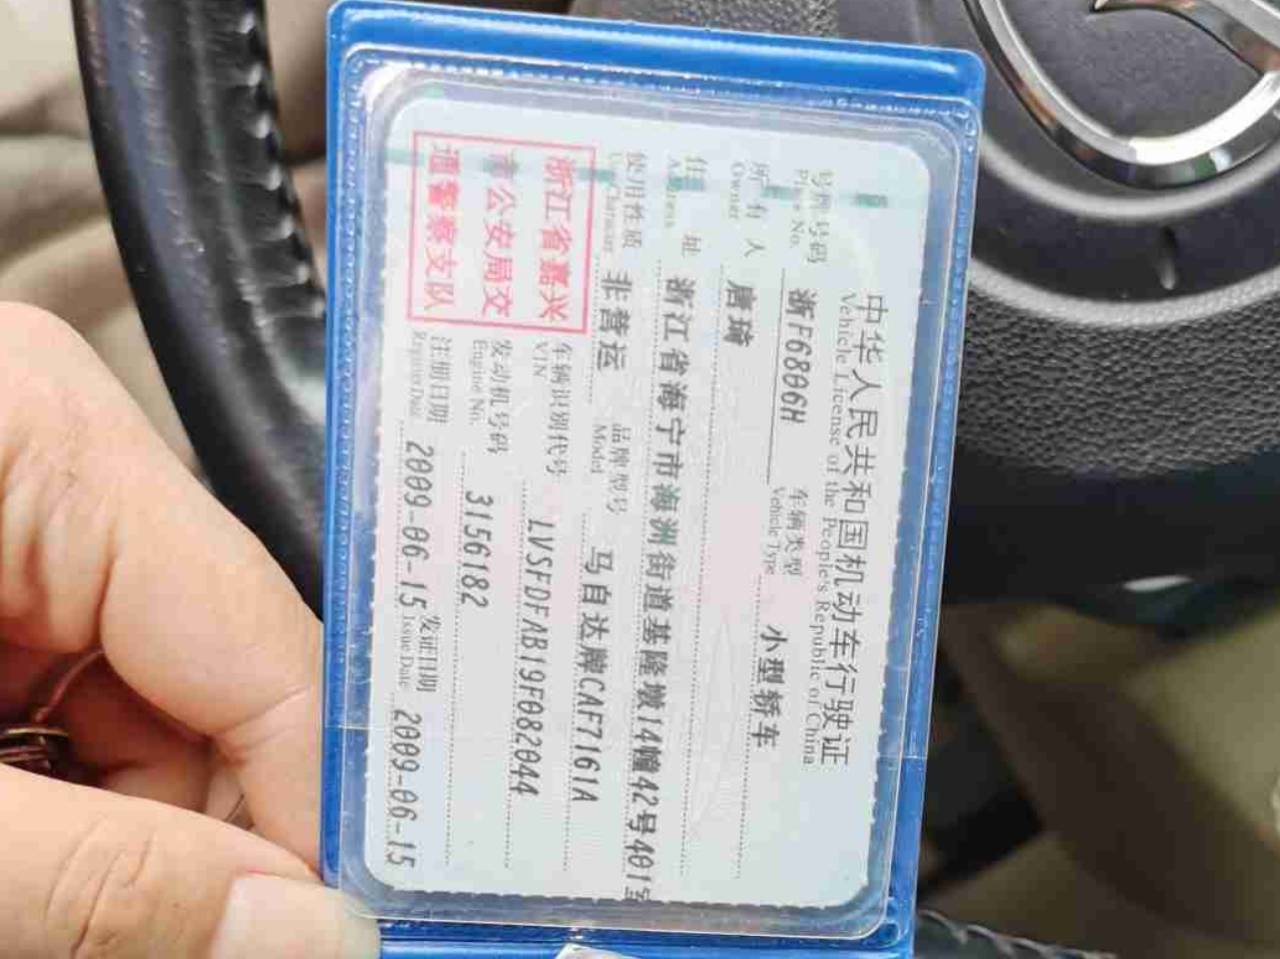 中华人民共和国机动车行驶证
Vehicle License of the People's Republic of China
号牌号码 浙F6806H 车辆类型 小型轿车
Plate No. Vehicle Type
所有人 唐琦
Owner
住址 浙江省海宁市海洲街道基隆墩14幢42号401室
Address
使用性质 非营运 品牌型号 马自达牌CAF7161A
Use Character Model
浙江省嘉兴
市公安局交
通警察支队
车辆识别代号 LVSFDFAB19F082044
VIN
发动机号码 3156182
Engine No.
注册日期 2009-06-15 发证日期 2009-06-15
Register Date Issue Date